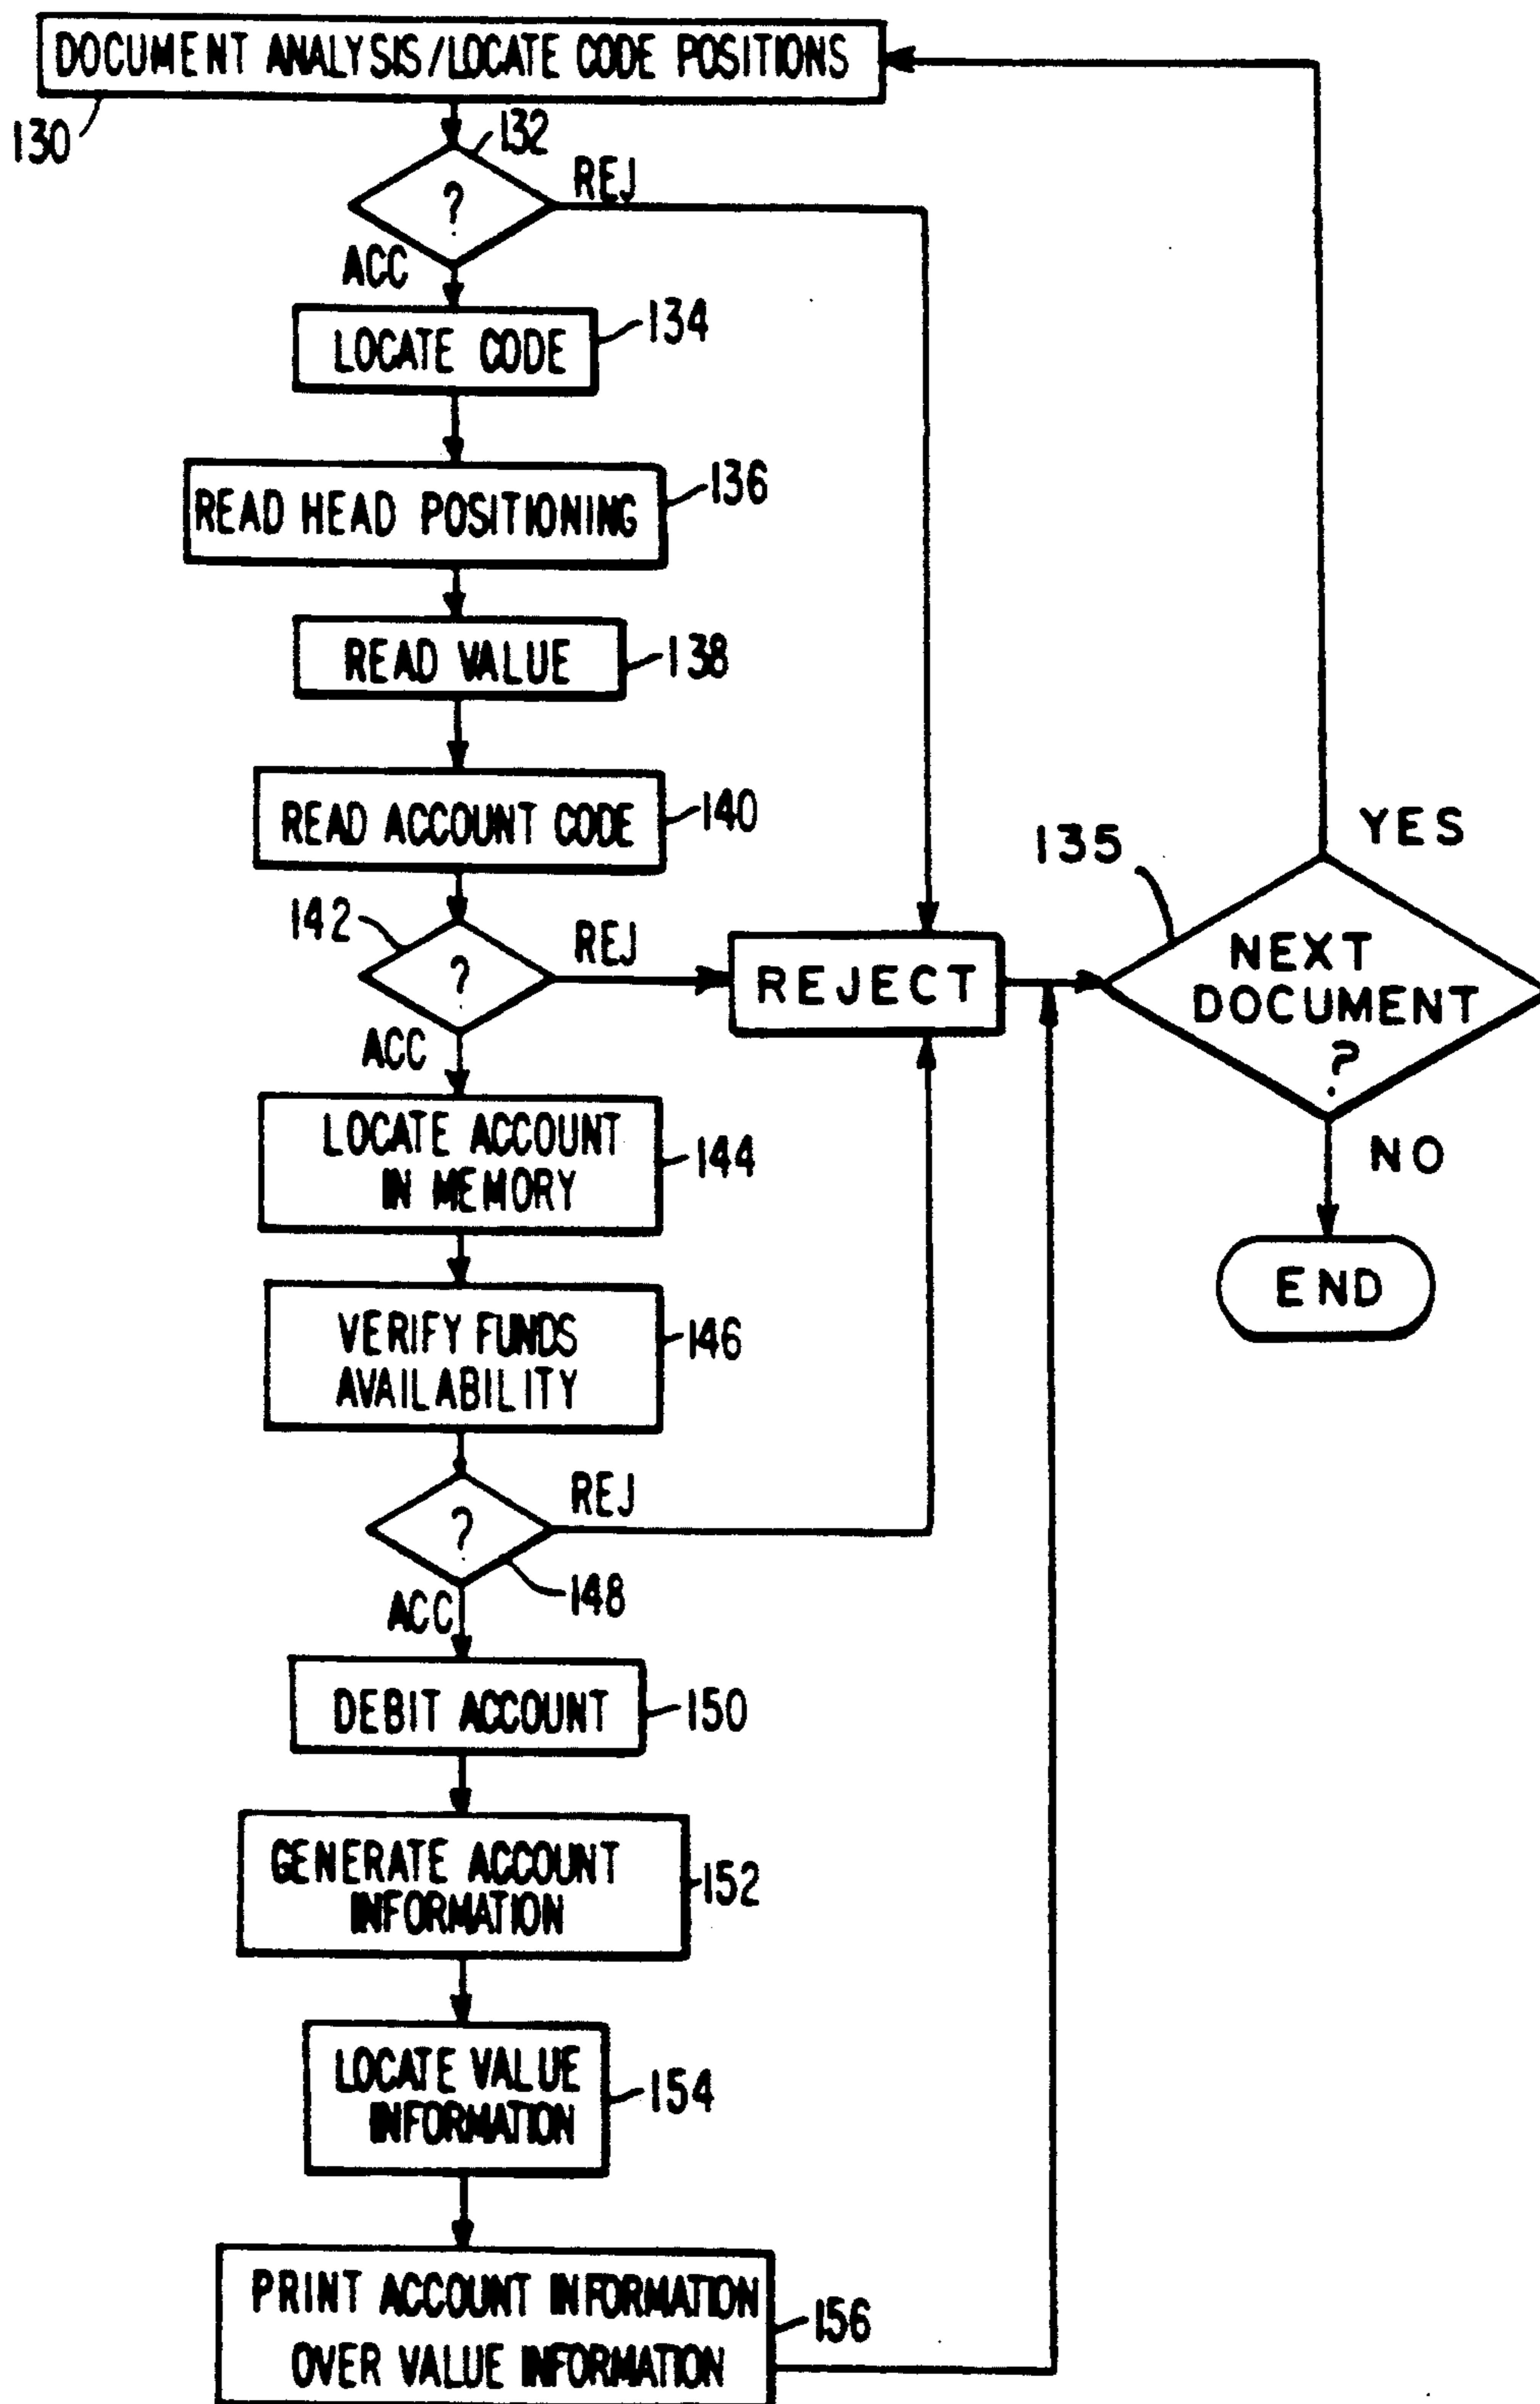 DOCUMENT ANALYSIS/LOCATE CODE POSITIONS
130
132
?
REJ
ACC
LOCATE CODE
134
READ HEAD POSITIONING
136
READ VALUE
138
READ ACCOUNT CODE
140
142
?
REJ
ACC
REJECT
135
YES
NEXT
DOCUMENT
?
NO
END
LOCATE ACCOUNT
IN MEMORY
144
VERIFY FUNDS
AVAILABILITY
146
?
REJ
148
ACC
DEBIT ACCOUNT
150
GENERATE ACCOUNT
INFORMATION
152
LOCATE VALUE
INFORMATION
154
PRINT ACCOUNT INFORMATION
OVER VALUE INFORMATION
156